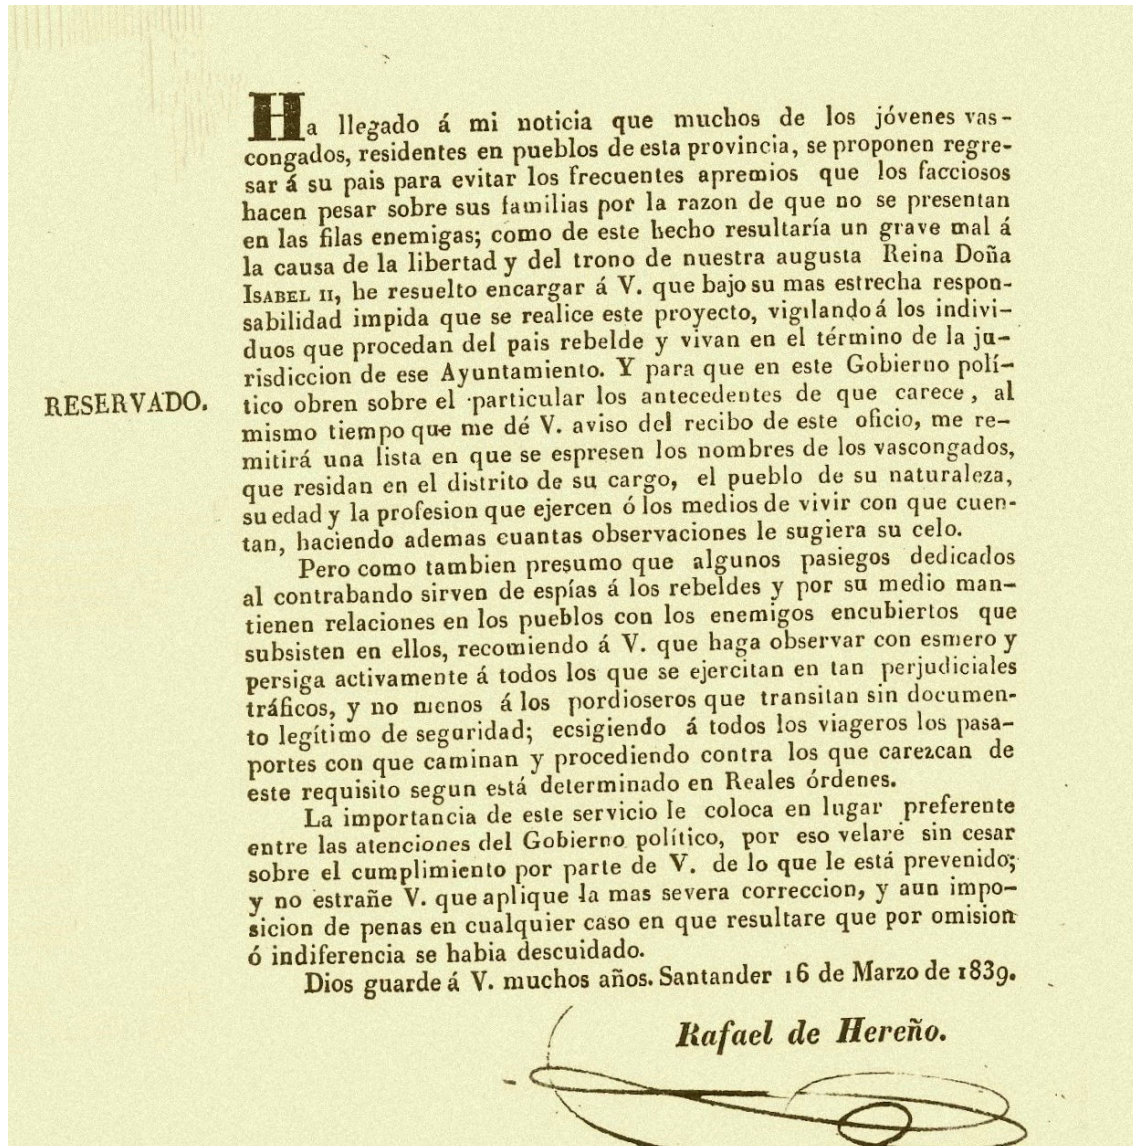 Ha llegado á mi noticia que muchos de los jóvenes vas-
congados, residentes en pueblos de esta provincia, se proponen regre-
sar á su pais para evitar los frecuentes apremios que los facciosos
hacen pesar sobre sus familias por la razon de que no se presentan
en las filas enemigas; como de este hecho resultaría un grave mal á
la causa de la libertad y del trono de nuestra augusta Reina Doña
ISABEL II, he resuelto encargar á V. que bajo su mas estrecha respon-
sabilidad impida que se realice este proyecto, vigilando á los indivi-
duos que procedan del pais rebelde y vivan en el término de la ju-
risdiccion de ese Ayuntamiento. Y para que en este Gobierno polí-
RESERVADO.
tico obren sobre el particular los antecedentes de que carece, al
mismo tiempo que me dé V. aviso del recibo de este oficio, me re-
mitirá una lista en que se espresen los nombres de los vascongados,
que residan en el distrito de su cargo, el pueblo de su naturaleza,
su edad y la profesion que ejercen ó los medios de vivir con que cuen-
tan, haciendo ademas cuantas observaciones le sugiera su celo.
Pero como tambien presumo que algunos pasiegos dedicados
al contrabando sirven de espías á los rebeldes y por su medio man-
tienen relaciones en los pueblos con los enemigos encubiertos que
subsisten en ellos, recomiendo á V. que haga observar con esmero y
persiga activamente á todos los que se ejercitan en tan perjudiciales
tráficos, y no menos á los pordioseros que transitan sin documen-
to legítimo de seguridad; ecsigiendo á todos los viageros los pasa-
portes con que caminan y procediendo contra los que carezcan de
este requisito segun está determinado en Reales órdenes.
La importancia de este servicio le coloca en lugar preferente
entre las atenciones del Gobierno político, por eso velaré sin cesar
sobre el cumplimiento por parte de V. de lo que le está prevenido;
y no estrañe V. que aplique la mas severa correccion, y aun impo-
sicion de penas en cualquier caso en que resultare que por omision
ó indiferencia se habia descuidado.
Dios guarde á V. muchos años. Santander 16 de Marzo de 1839.
Rafael de Hereño.